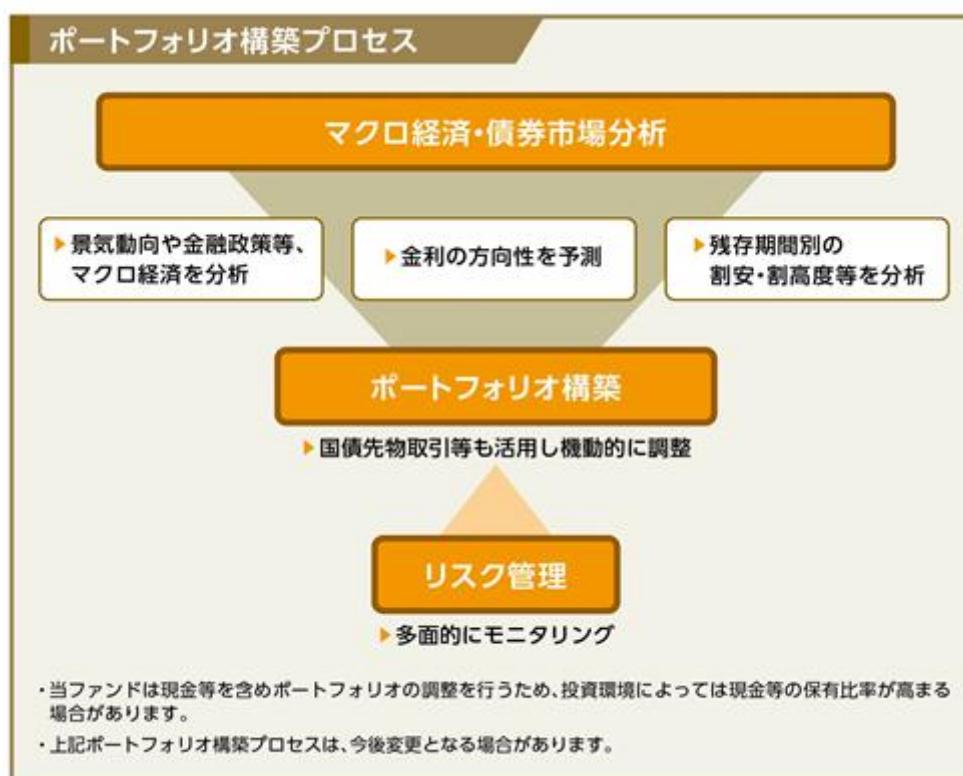 ポートフォリオ構築プロセス
マクロ経済・債券市場分析
▶景気動向や金融政策等、
マクロ経済を分析
▶金利の方向性を予測
▶残存期間別の
割安・割高度等を分析
ポートフォリオ構築
▶国債先物取引等も活用し機動的に調整
リスク管理
▶多面的にモニタリング
・当ファンドは現金等を含めポートフォリオの調整を行うため、投資環境によっては現金等の保有比率が高まる
場合があります。
・上記ポートフォリオ構築プロセスは、今後変更となる場合があります。